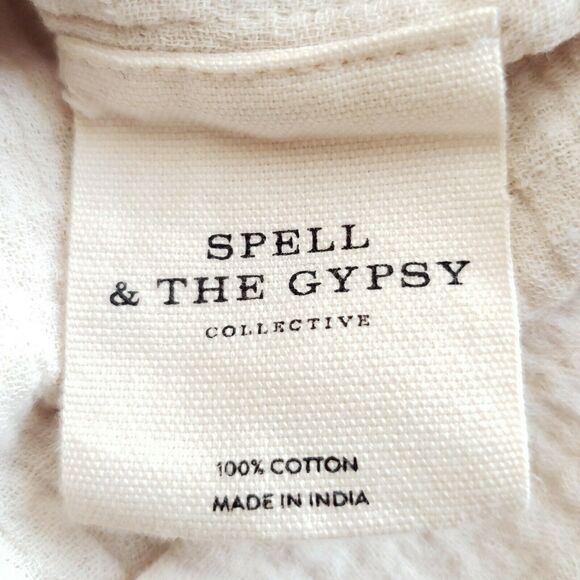 SPELL
& THE GYPSY
COLLECTIVE
100% COTTON
MADE IN INDIA